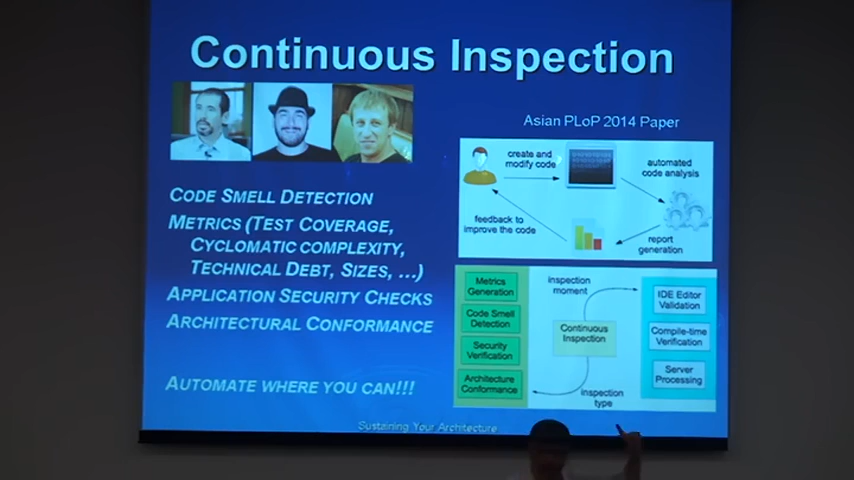 Continuous Inspection
Asian PLoP 2014 Paper
CODE SMELL DETECTION
METRICS (TEST COVERAGE,
CYCLOMATIC COMPLEXITY,
TECHNICAL DEBT, SIZES, ...)
APPLICATION SECURITY CHECKS
ARCHITECTURAL CONFORMANCE
AUTOMATE WHERE YOU CAN!!!
create and
modify code
automated
code analysis
feedback to
improve the code
report
generation
Metrics
Generation
Code Smell
Detection
Security
Verification
Architecture
Conformance
inspection
moment
Continuous
Inspection
inspection
type
IDE Editor
Validation
Compile-time
Verification
Server
Processing
Sustaining Your Architecture